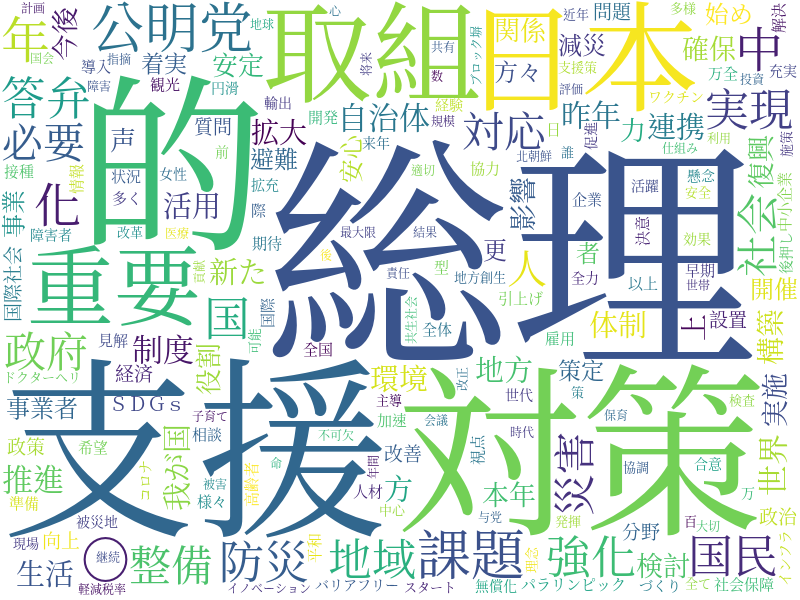 計画
心
地球
近年
問題
多様
解決
年
今後
公明党
取組
日本
関係
始め
国会
指摘
導入
着実
安定
円滑
共有
数
将来
ブロック塀
方々
減災
支援策
確保
中
万全
投資
充実
障害
観光
輸出
経験
規模
評価
ワクチン
答弁
的
声
質問
拡大
開発
自治体
対応
昨年
力
連携
実現
必要
前
来年
日
誰
促進
利用
仕組み
施策
接種
情報
状況
女性
避難
安心
協力
北朝鮮
化
多く
拡充
適切
影響
企業
活躍
懸念
安全
社会
復興
事業
障害者
活用
際
総理
決意
効果
中小企業
後押し
国際社会
改革
医療
期待
最大限
結果
更
者
重要
新た
貢献
国際
後
責任
型
地方創生
全力
以上
早期
世帯
開催
国
人
引上げ
上
設置
政府
見解
制度
役割
可能
全国
共生社会
全体
雇用
体制
構築
ドクターヘリ
経済
環境
改正
地方
策定
事業者
SDGs
子育て
主導
世代
策
保育
検査
実施
支援
対策
政策
希望
我が国
相談
不可欠
加速
会議
視点
時代
災害
合意
世界
推進
命
年間
改善
協調
準備
コロナ
被害
様々
高齢者
人材
方
本年
万
被災地
中心
与党
発揮
百
大切
政治
分野
現場
向上
○
継続
整備
防災
平和
地域
課題
理念
強化
検討
国民
インフラ
生活
軽減税率
イノベーション
バリアフリー
スタート
無償化
パラリンピック
づくり
全て
社会保障